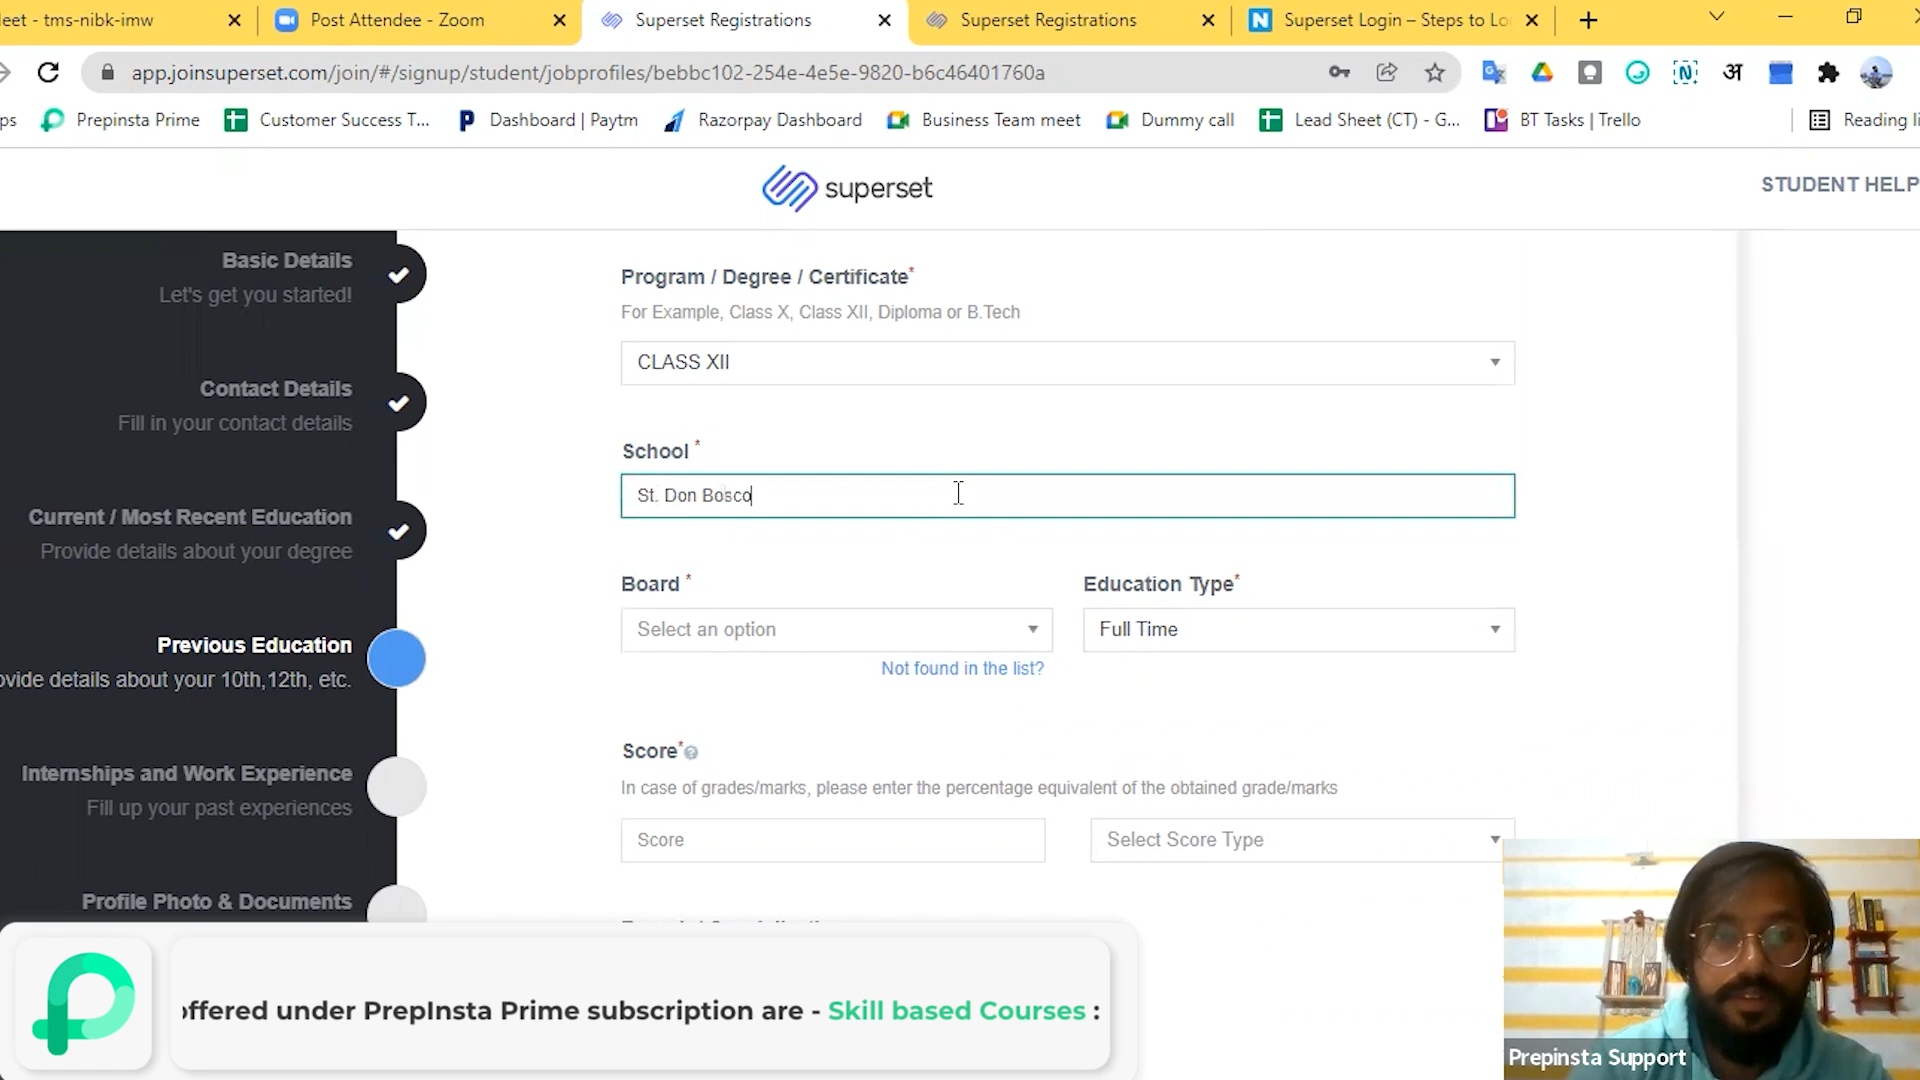 leet - tms-nibk-imw
Post Attendee - Zoom
Superset Registrations
Superset Registrations
Superset Login – Steps to Lo
app.joinsuperset.com/join/#/signup/student/jobprofiles/bebbc102-254e-4e5e-9820-b6c46401760a
अ
ps
Prepinsta Prime
Customer Success T...
Dashboard | Paytm
Razorpay Dashboard
Business Team meet
Dummy call
Lead Sheet (CT) - G...
BT Tasks | Trello
Reading li
superset
STUDENT HELP
Basic Details
Let's get you started!
Contact Details
Fill in your contact details
Current / Most Recent Education
Provide details about your degree
Previous Education
ovide details about your 10th,12th, etc.
Internships and Work Experience
Fill up your past experiences
Profile Photo & Documents
Program / Degree / Certificate*
For Example, Class X, Class XII, Diploma or B.Tech
CLASS XII
School *
St. Don Bosco
Board *
Education Type*
Select an option
Full Time
Not found in the list?
Score*
In case of grades/marks, please enter the percentage equivalent of the obtained grade/marks
Score
Select Score Type
offered under PrepInsta Prime subscription are - Skill based Courses :
Prepinsta Support